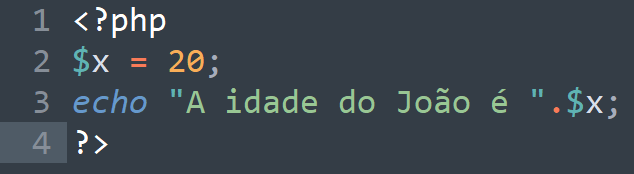 1 <?php
2 $x = 20;
3 echo "A idade do João é ".$x;
4 ?>